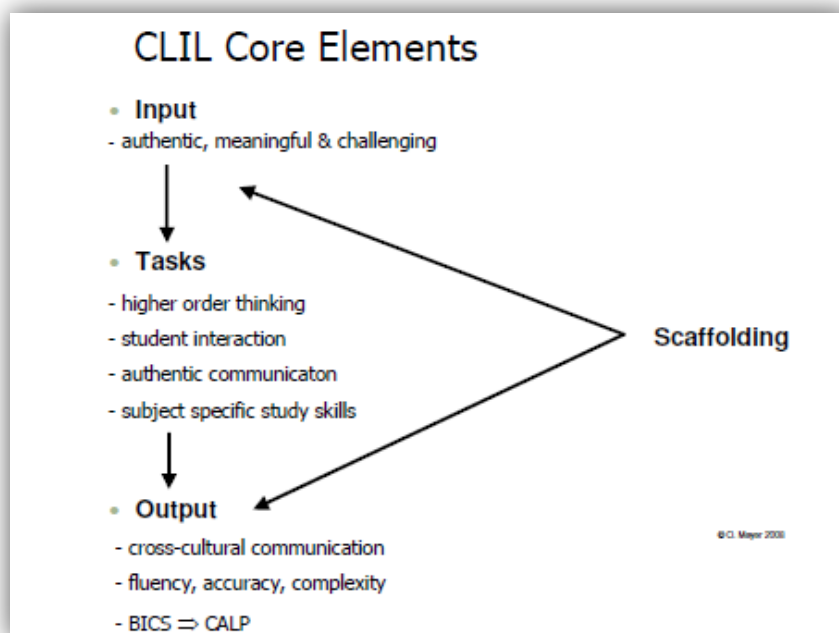 CLIL Core Elements
• Input
- authentic, meaningful & challenging
• Tasks
- higher order thinking
- student interaction
- authentic communicaton
- subject specific study skills
Scaffolding
• Output
- cross-cultural communication
- fluency, accuracy, complexity
- BICS ⇒ CALP
© O. Meyer